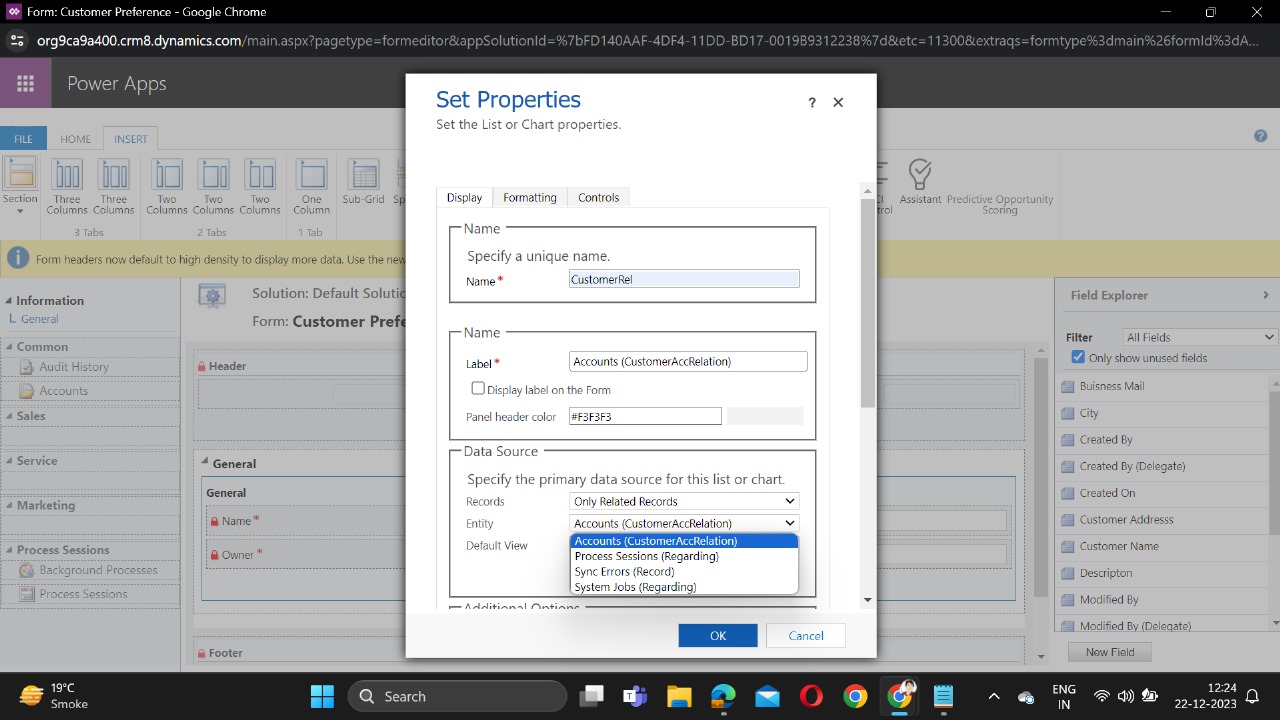 Form: Customer Preference - Google Chrome
org9ca9a400.crm8.dynamics.com/main.aspx?pagetype=formeditor&appSolutionId=%7bFD140AAF-4DF4-11DD-BD17-0019B9312238%7d&etc=11300&extraqs=formtype%3dmain%26formId%3dA...
Power Apps
FILE HOME INSERT
Section
Three Columns
Three Columns
3 Tabs
Two Columns
Two Columns
Two Columns
2 Tabs
One Column
1 Tab
Sub-Grid
Assistant
Predictive Opportunity Scoring
Form headers now default to high density to display more data. Use the new
Information
General
Common
Audit History
Accounts
Sales
Service
Marketing
Process Sessions
Background Processes
Process Sessions
Solution: Default Solutio
Form: Customer Prefe
Header
General
General
Name*
Owner*
Footer
Set Properties
? ×
Set the List or Chart properties.
Display Formatting Controls
Name
Specify a unique name.
Name* CustomerRel
Name
Label* Accounts (CustomerAccRelation)
Display label on the Form
Panel header color #F3F3F3
Data Source
Specify the primary data source for this list or chart.
Records Only Related Records
Entity Accounts (CustomerAccRelation)
Default View
Accounts (CustomerAccRelation)
Process Sessions (Regarding)
Sync Errors (Record)
System Jobs (Regarding)
Additional Options
OK Cancel
Field Explorer
Filter All Fields
Only show unused fields
Buisness Mail
City
Created By
Created By (Delegate)
Created On
Customer Addresss
Customer Name
Descripton
Modified By
Modified By (Delegate)
New Field
19°C
Smoke
Search
ENG
IN
12:24
22-12-2023